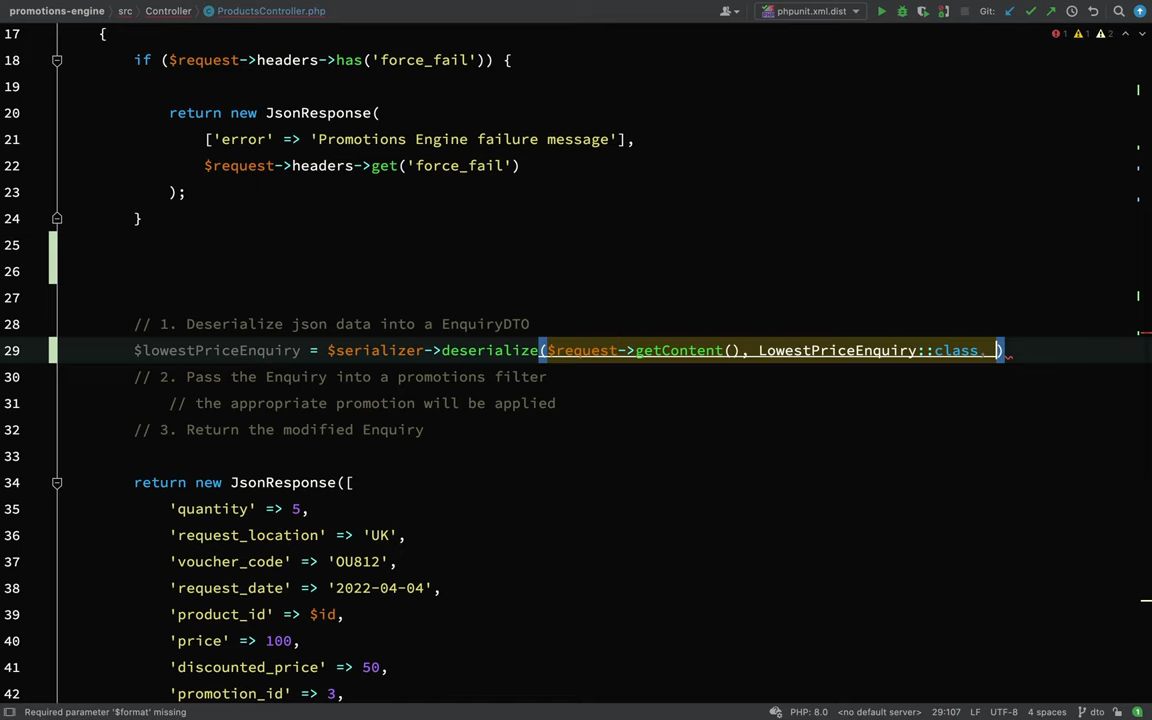 promotions-engine src Controller ProductsController.php phpunit.xml.dist Git:
17 {
1 1 2
18 if ($request->headers->has('force_fail')) {
19
20 return new JsonResponse(
21 ['error' => 'Promotions Engine failure message'],
22 $request->headers->get('force_fail')
23 );
24 }
25
26
27
28 // 1. Deserialize json data into a EnquiryDTO
29 $lowestPriceEnquiry = $serializer->deserialize($request->getContent(), LowestPriceEnquiry::class, )
30 // 2. Pass the Enquiry into a promotions filter
31 // the appropriate promotion will be applied
32 // 3. Return the modified Enquiry
33
34 return new JsonResponse([
35 'quantity' => 5,
36 'request_location' => 'UK',
37 'voucher_code' => 'OU812',
38 'request_date' => '2022-04-04',
39 'product_id' => $id,
40 'price' => 100,
41 'discounted_price' => 50,
42 'promotion_id' => 3,
Required parameter '$format' missing PHP: 8.0 <no default server> 29:107 LF UTF-8 4 spaces dto 1